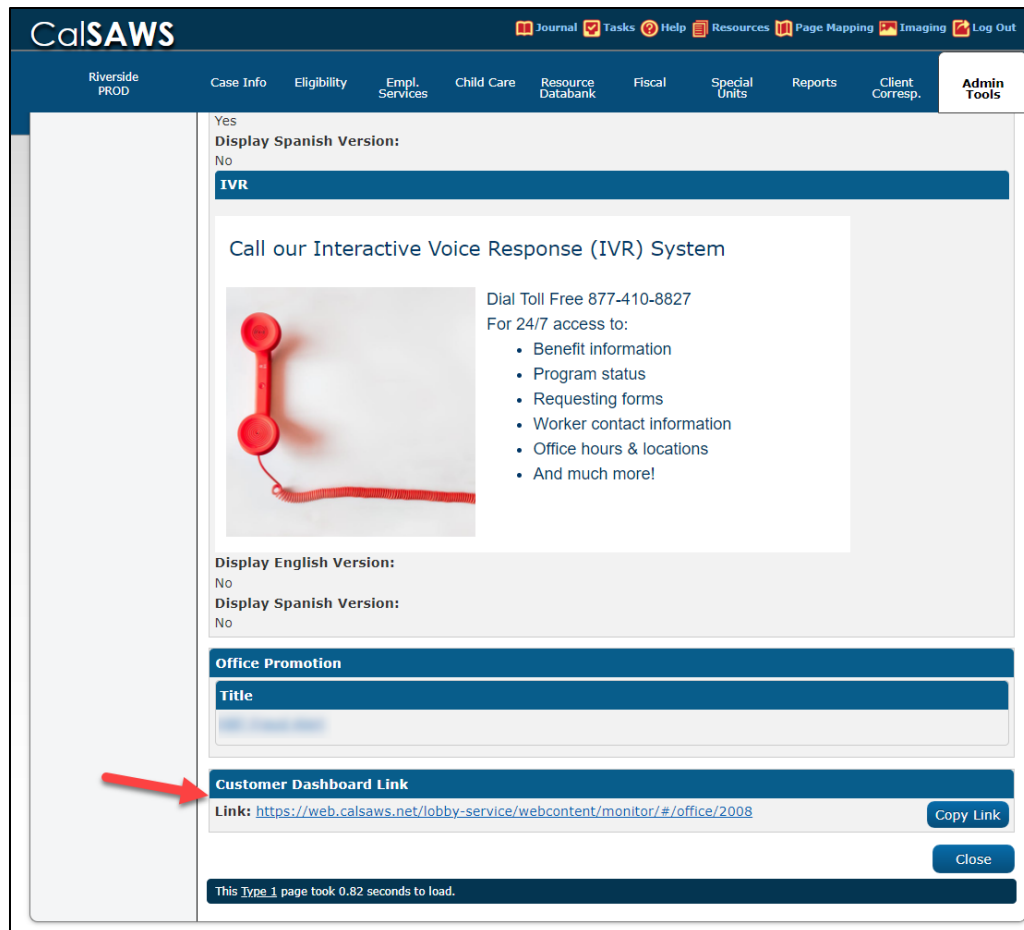 CalSAWS
Journal Tasks Help Resources Page Mapping Imaging Log Out
Riverside
PROD
Case Info
Eligibility
Empl.
Services
Child Care
Resource
Databank
Fiscal
Special
Units
Reports
Client
Corresp.
Admin
Tools
Yes
Display Spanish Version:
No
IVR
Call our Interactive Voice Response (IVR) System
Dial Toll Free 877-410-8827
For 24/7 access to:
• Benefit information
• Program status
• Requesting forms
• Worker contact information
• Office hours & locations
• And much more!
Display English Version:
No
Display Spanish Version:
No
Office Promotion
Title
Customer Dashboard Link
Link: https://web.calsaws.net/lobby-service/webcontent/monitor/#/office/2008
Copy Link
Close
This Type 1 page took 0.82 seconds to load.